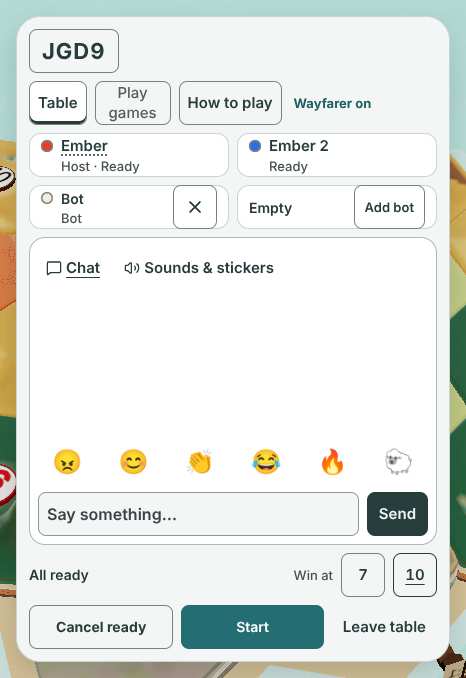 JGD9
Table
Play games
How to play
Wayfarer on
Ember
Host · Ready
Ember 2
Ready
Bot
Bot
Empty
Add bot
Chat
Sounds & stickers
Say something...
Send
All ready
Win at
7
10
Cancel ready
Start
Leave table